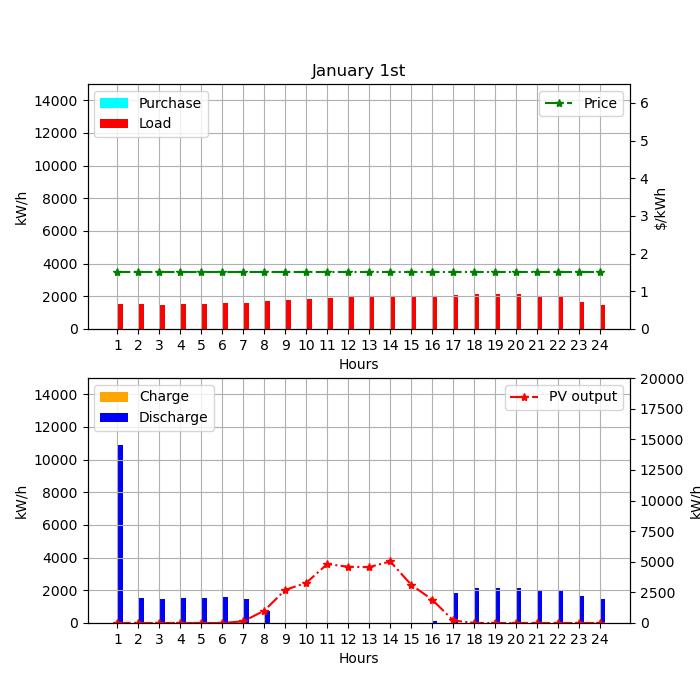 January 1st
Purchase
Load
Price
14000
12000
10000
8000
6000
4000
2000
0
kW/h
6
5
4
3
2
1
0
$/kWh
1 2 3 4 5 6 7 8 9 10 11 12 13 14 15 16 17 18 19 20 21 22 23 24
Hours
Charge
Discharge
PV output
14000
12000
10000
8000
6000
4000
2000
0
kW/h
20000
17500
15000
12500
10000
7500
5000
2500
0
kW/h
1 2 3 4 5 6 7 8 9 10 11 12 13 14 15 16 17 18 19 20 21 22 23 24
Hours